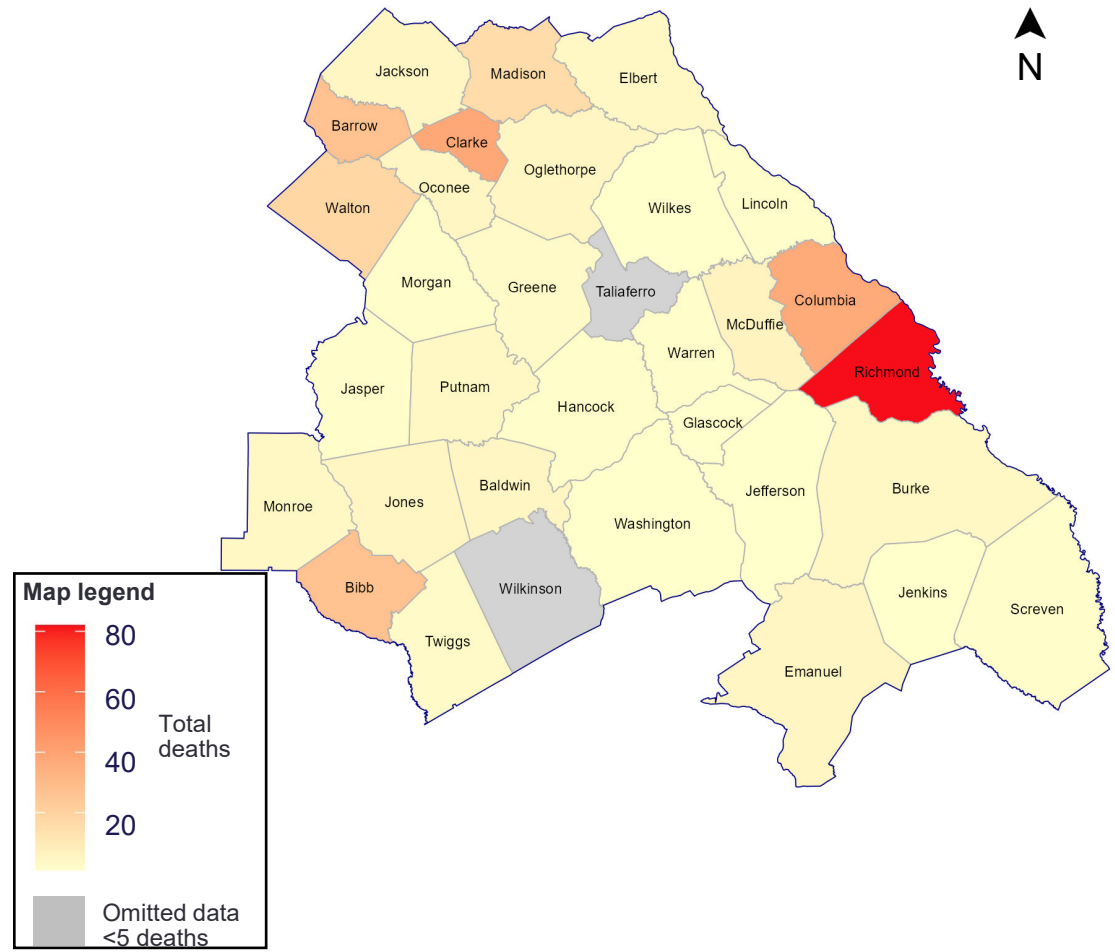 N
Jackson
Madison
Elbert
Barrow
Clarke
Oglethorpe
Oconee
Walton
Wilkes
Lincoln
Morgan
Greene
Taliaferro
Columbia
McDuffie
Warren
Richmond
Jasper
Putnam
Hancock
Glascock
Baldwin
Jefferson
Burke
Monroe
Jones
Washington
Bibb
Wilkinson
Jenkins
Screven
Twiggs
Emanuel
Map legend
80
60
40
20
Total
deaths
Omitted data
<5 deaths